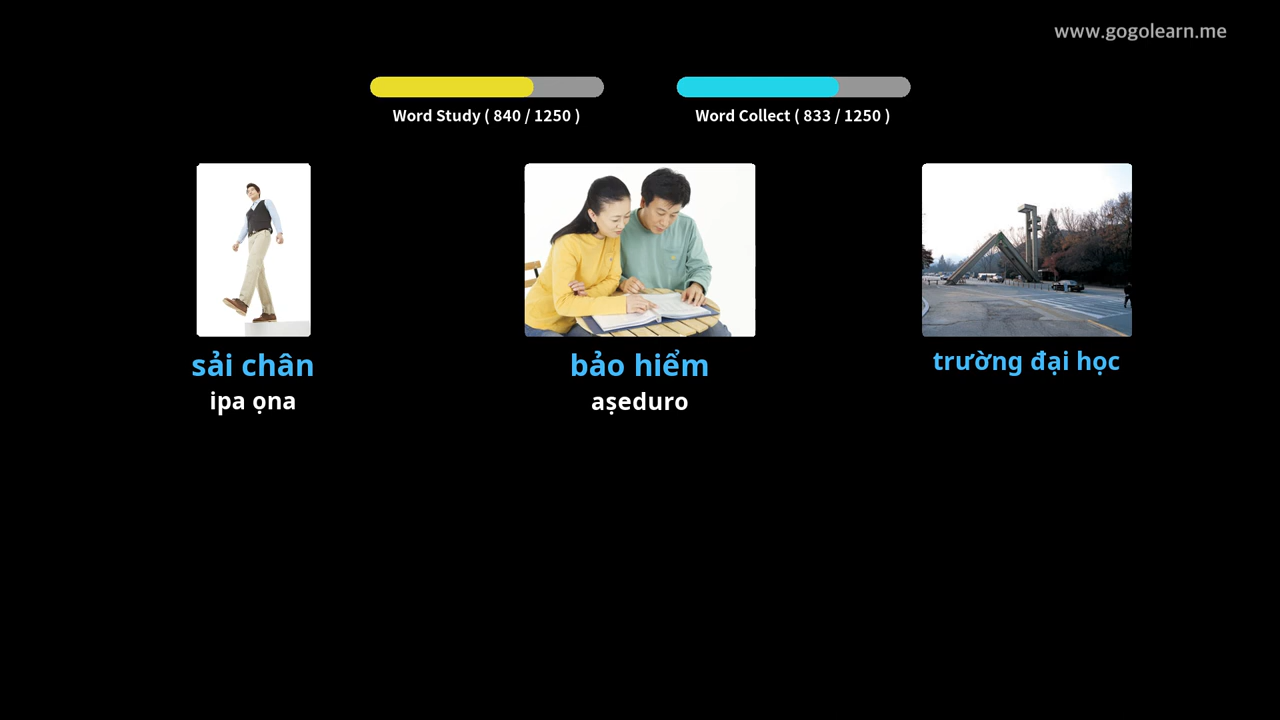 www.gogolearn.me
Word Study ( 840 / 1250 )
Word Collect ( 833 / 1250 )
sải chân
ipa ọna
bảo hiểm
aṣeduro
trường đại học